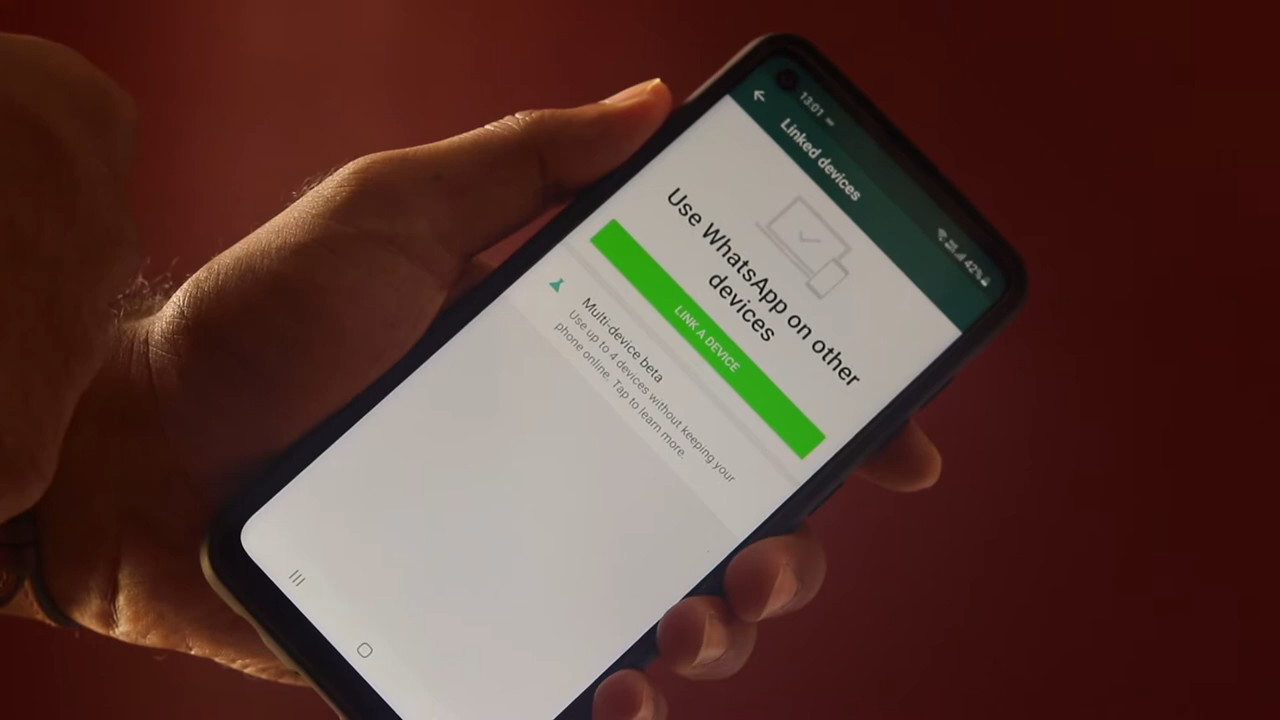 13:01
42%
Linked devices
Use WhatsApp on other
devices
LINK A DEVICE
Multi-device beta
Use up to 4 devices without keeping your
phone online. Tap to learn more.